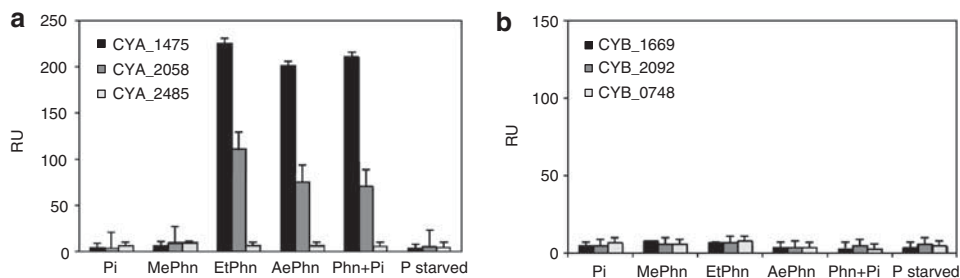 a
250
200
150
100
50
0
RU
CYA_1475
CYA_2058
CYA_2485
Pi MePhn EtPhn AePhn Phn+Pi P starved
b
150
100
50
0
RU
CYB_1669
CYB_2092
CYB_0748
Pi MePhn EtPhn AePhn Phn+Pi P starved